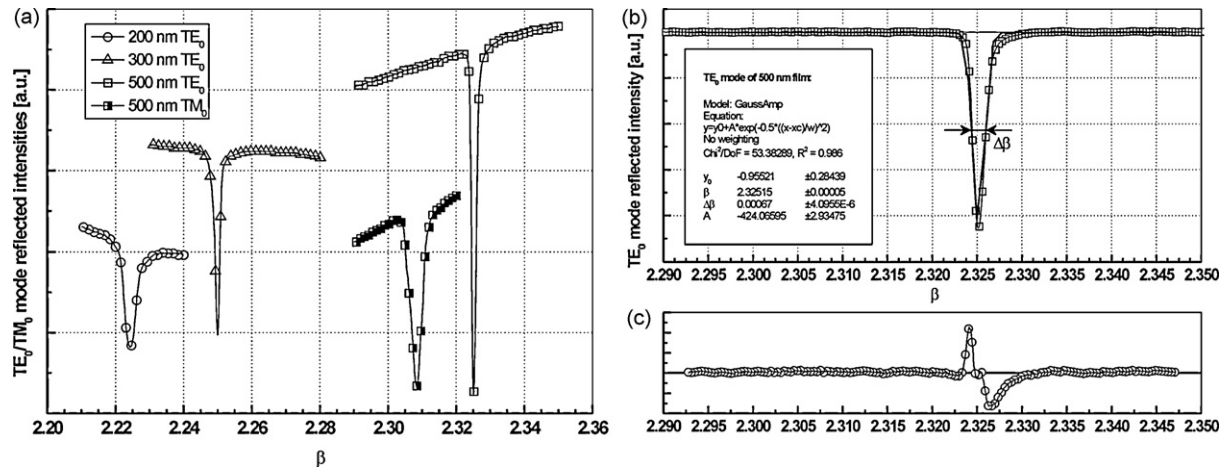 (a)
200 nm TE0
300 nm TE0
500 nm TE0
500 nm TM0
TE0/TM0 mode reflected intensities [a.u.]
2.20 2.22 2.24 2.26 2.28 2.30 2.32 2.34 2.36
β
(b)
TE0 mode reflected intensity [a.u.]
TE0 mode of 500 nm film:
Model: GaussAmp
Equation:
y=y0+A*exp(-0.5*((x-xc)/w)^2)
No weighting
Chi^2/DoF = 53.38289, R^2 = 0.986
y0 -0.95521 ±0.28439
β 2.32515 ±0.00005
Δβ 0.00067 ±4.0955E-6
A -424.06595 ±2.93475
Δβ
2.290 2.295 2.300 2.305 2.310 2.315 2.320 2.325 2.330 2.335 2.340 2.345 2.350
β
(c)
2.290 2.295 2.300 2.305 2.310 2.315 2.320 2.325 2.330 2.335 2.340 2.345 2.350
β